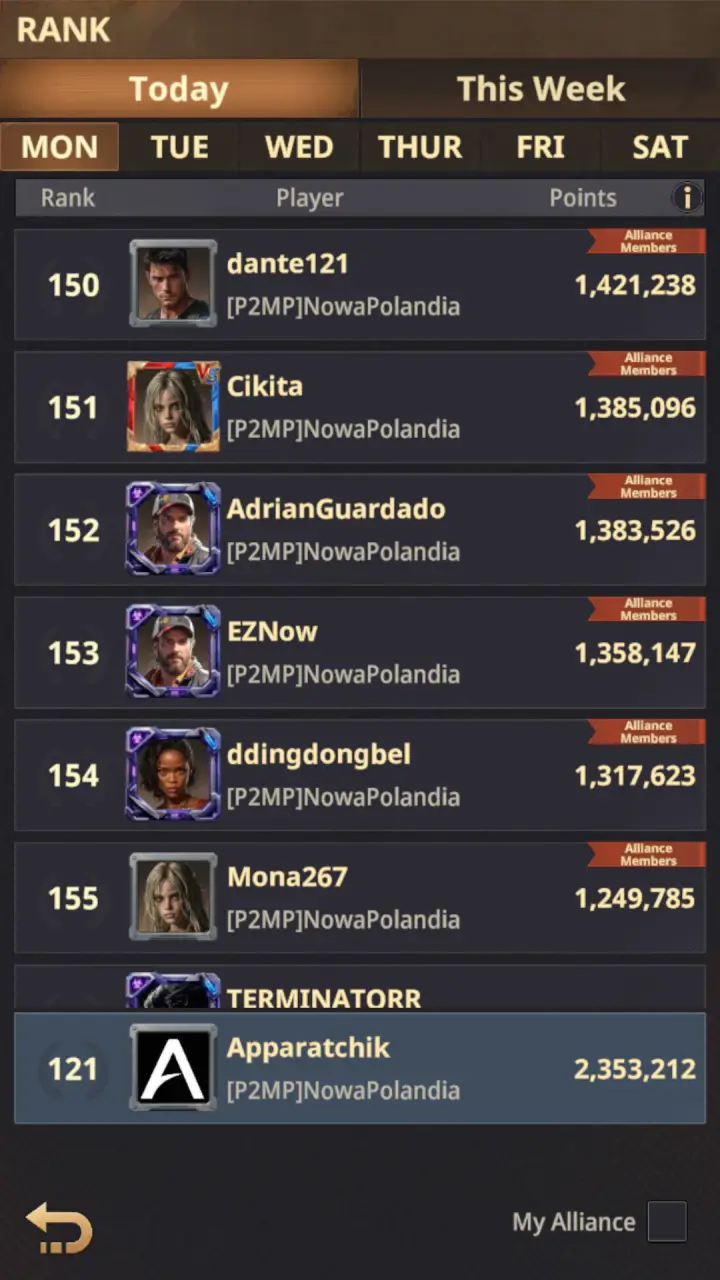 RANK
Today
This Week
MON
TUE
WED
THUR
FRI
SAT
Rank
Player
Points
i
Alliance
Members
150
dante121
1,421,238
[P2MP]NowaPolandia
Alliance
Members
VS
151
Cikita
1,385,096
[P2MP]NowaPolandia
Alliance
Members
152
AdrianGuardado
1,383,526
[P2MP]NowaPolandia
Alliance
Members
153
EZNow
1,358,147
[P2MP]NowaPolandia
Alliance
Members
154
ddingdongbel
1,317,623
[P2MP]NowaPolandia
Alliance
Members
155
Mona267
1,249,785
[P2MP]NowaPolandia
TERMINATORR
121
A
Apparatchik
2,353,212
[P2MP]NowaPolandia
My Alliance